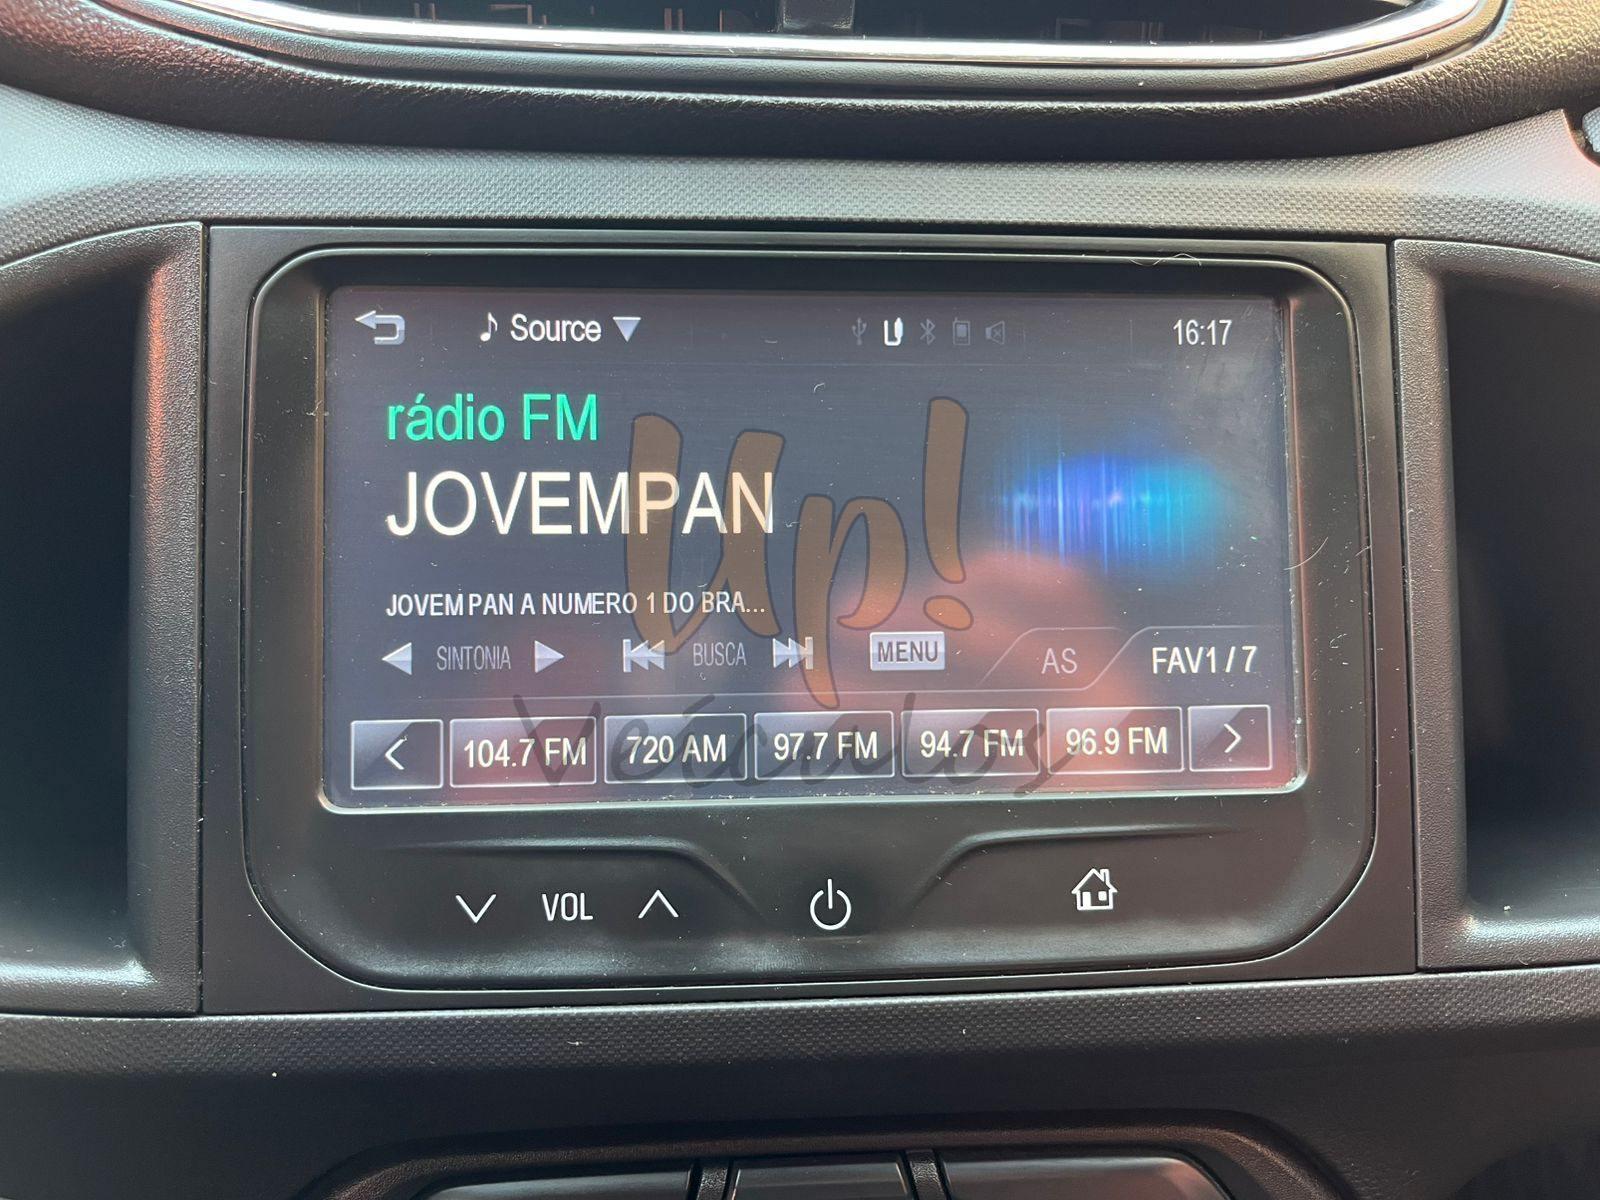 Source 16:17
rádio FM
JOVEMPAN
JOVEM PAN A NUMERO 1 DO BRA...
SINTONIA BUSCA MENU AS FAV1 / 7
< 104.7 FM 720 AM 97.7 FM 94.7 FM 96.9 FM >
VOL
Up!
Veículos